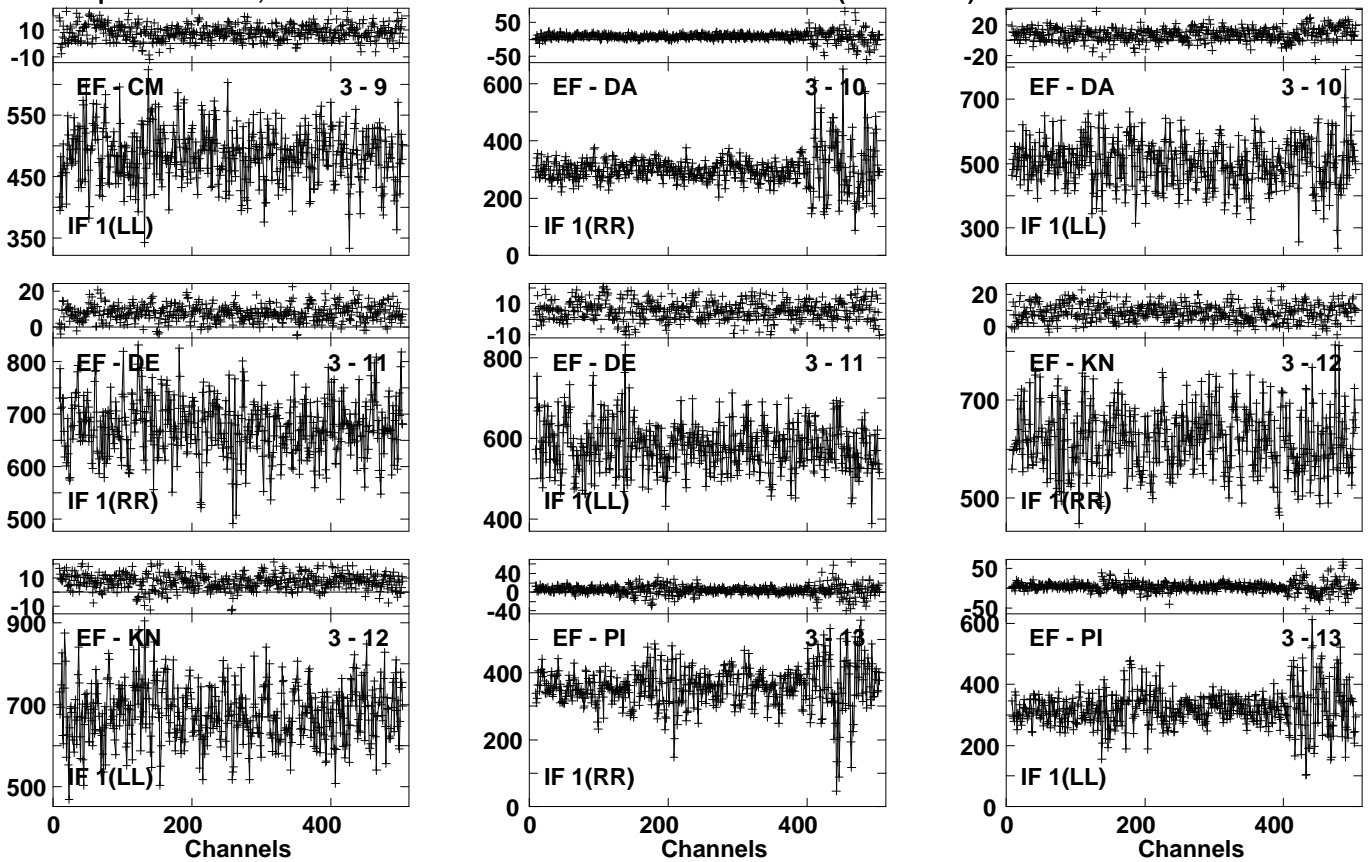 10
-10
EF - CM 3 - 9
550
450
350
IF 1(LL)
50
-50
EF - DA 3 - 10
600
400
200
0
IF 1(RR)
20
-20
EF - DA 3 - 10
700
500
300
IF 1(LL)
20
0
EF - DE 3 - 11
800
700
600
500
IF 1(RR)
10
-10
EF - DE 3 - 11
800
600
400
IF 1(LL)
20
0
EF - KN 3 - 12
700
500
IF 1(RR)
10
-10
EF - KN 3 - 12
900
700
500
IF 1(LL)
0 200 400
Channels
40
0
-40
EF - PI 3 - 13
400
200
0
IF 1(RR)
0 200 400
Channels
50
-50
EF - PI 3 - 13
600
400
200
0
IF 1(LL)
0 200 400
Channels